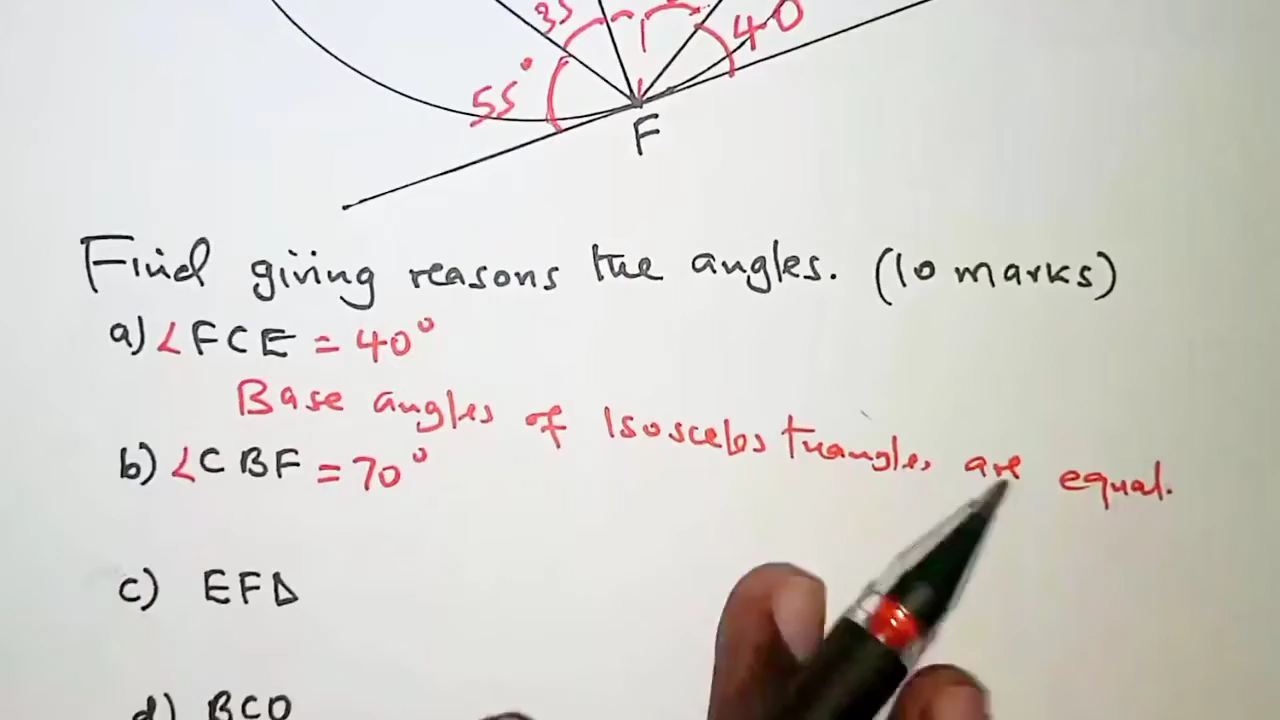 35
40
55°
F
Find giving reasons the angles. (10 marks)
a) ∠FCE = 40°
Base angles of Isosceles triangles are equal.
b) ∠CBF = 70°
c) EFD
d) BCO